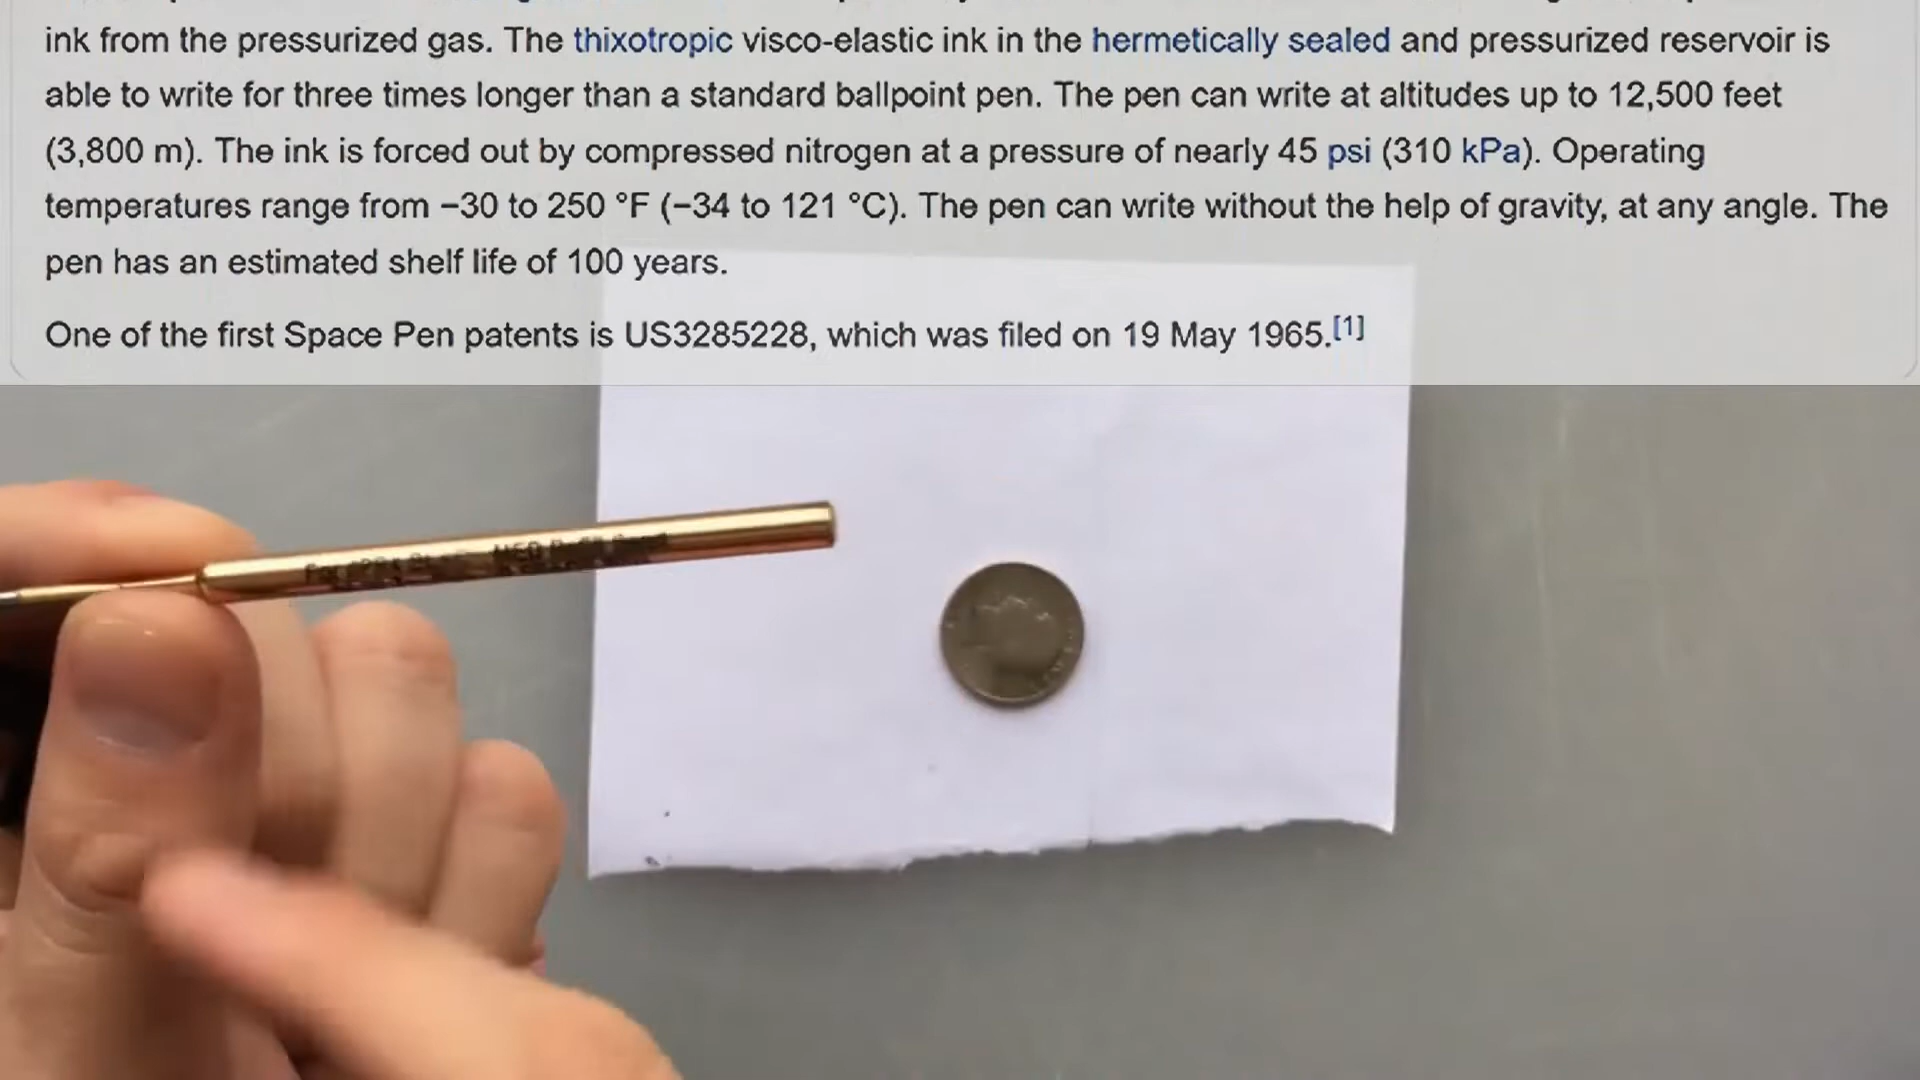 ink from the pressurized gas. The thixotropic visco-elastic ink in the hermetically sealed and pressurized reservoir is
able to write for three times longer than a standard ballpoint pen. The pen can write at altitudes up to 12,500 feet
(3,800 m). The ink is forced out by compressed nitrogen at a pressure of nearly 45 psi (310 kPa). Operating
temperatures range from −30 to 250 °F (−34 to 121 °C). The pen can write without the help of gravity, at any angle. The
pen has an estimated shelf life of 100 years.
One of the first Space Pen patents is US3285228, which was filed on 19 May 1965.[1]